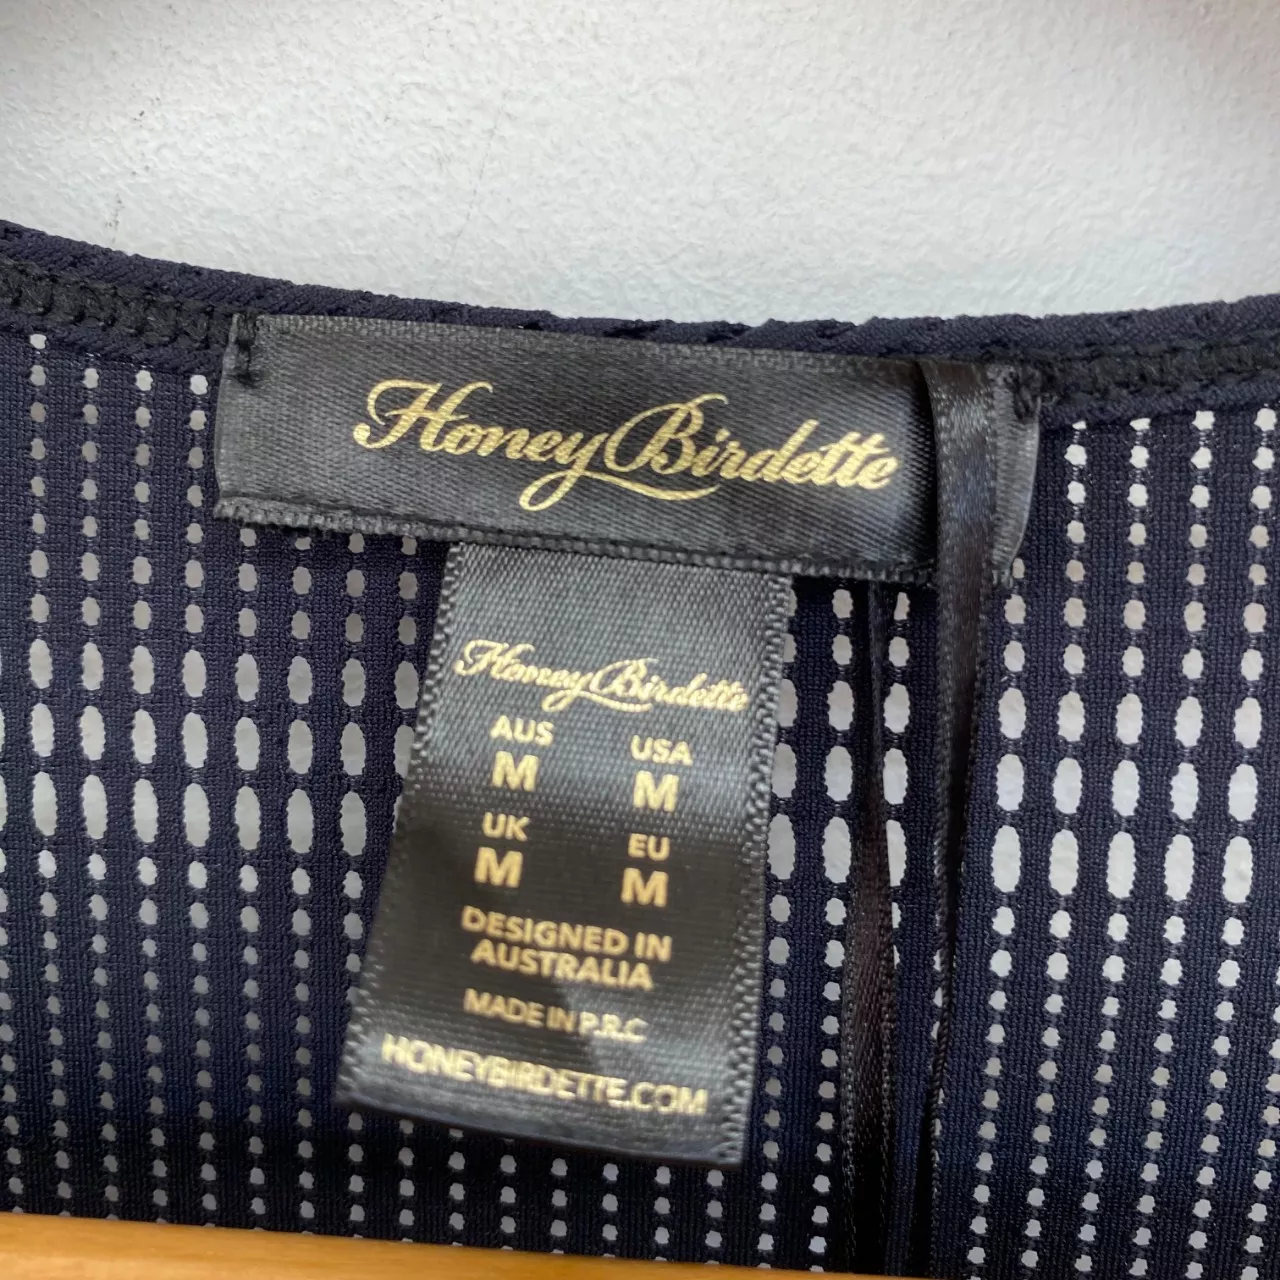 Honey Birdette
Honey Birdette
AUS USA
M M
UK EU
M M
DESIGNED IN
AUSTRALIA
MADE IN P.R.C
HONEYBIRDETTE.COM